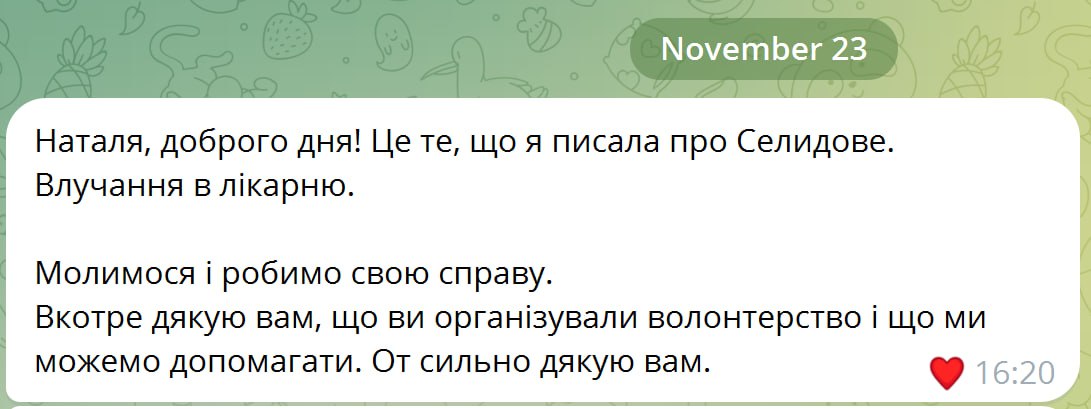 November 23
Наталя, доброго дня! Це те, що я писала про Селидове.
Влучання в лікарню.
Молимося і робимо свою справу.
Вкотре дякую вам, що ви організували волонтерство і що ми
можемо допомагати. От сильно дякую вам.
16:20